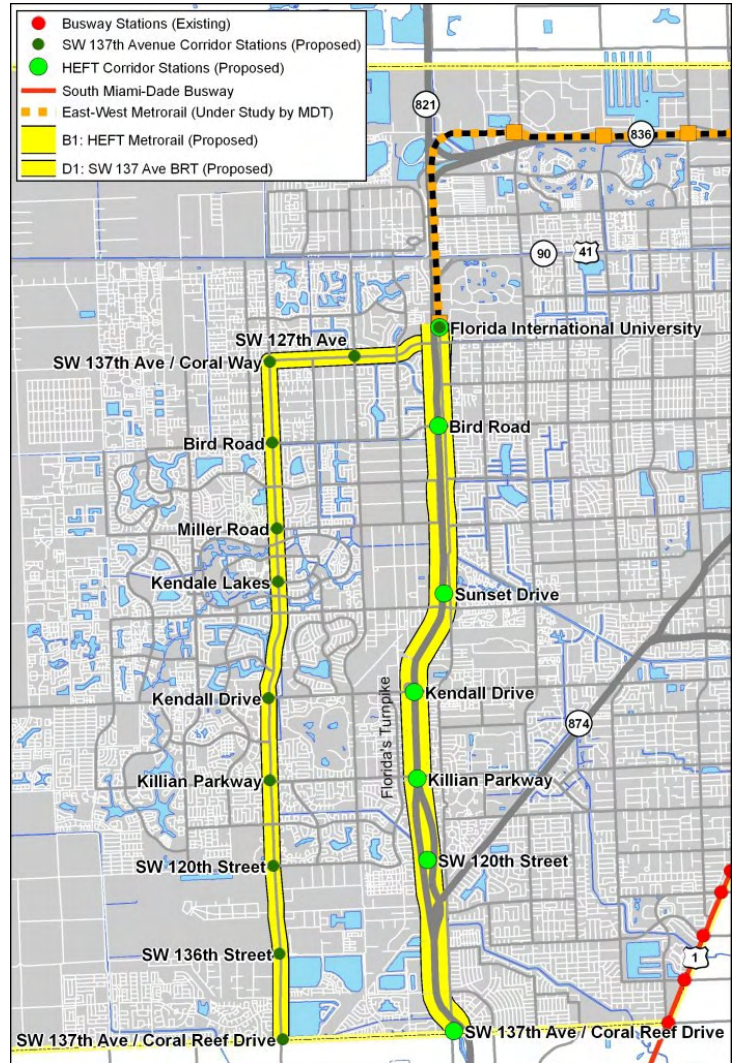 Busway Stations (Existing)
SW 137th Avenue Corridor Stations (Proposed)
HEFT Corridor Stations (Proposed)
South Miami-Dade Busway
East-West Metrorail (Under Study by MDT)
B1: HEFT Metrorail (Proposed)
D1: SW 137 Ave BRT (Proposed)
821
836
90
41
Florida International University
SW 127th Ave
SW 137th Ave / Coral Way
Bird Road
Bird Road
Miller Road
Kendale Lakes
Sunset Drive
Kendall Drive
Kendall Drive
Florida's Turnpike
874
Killian Parkway
Killian Parkway
SW 120th Street
SW 120th Street
SW 136th Street
1
SW 137th Ave / Coral Reef Drive
SW 137th Ave / Coral Reef Drive